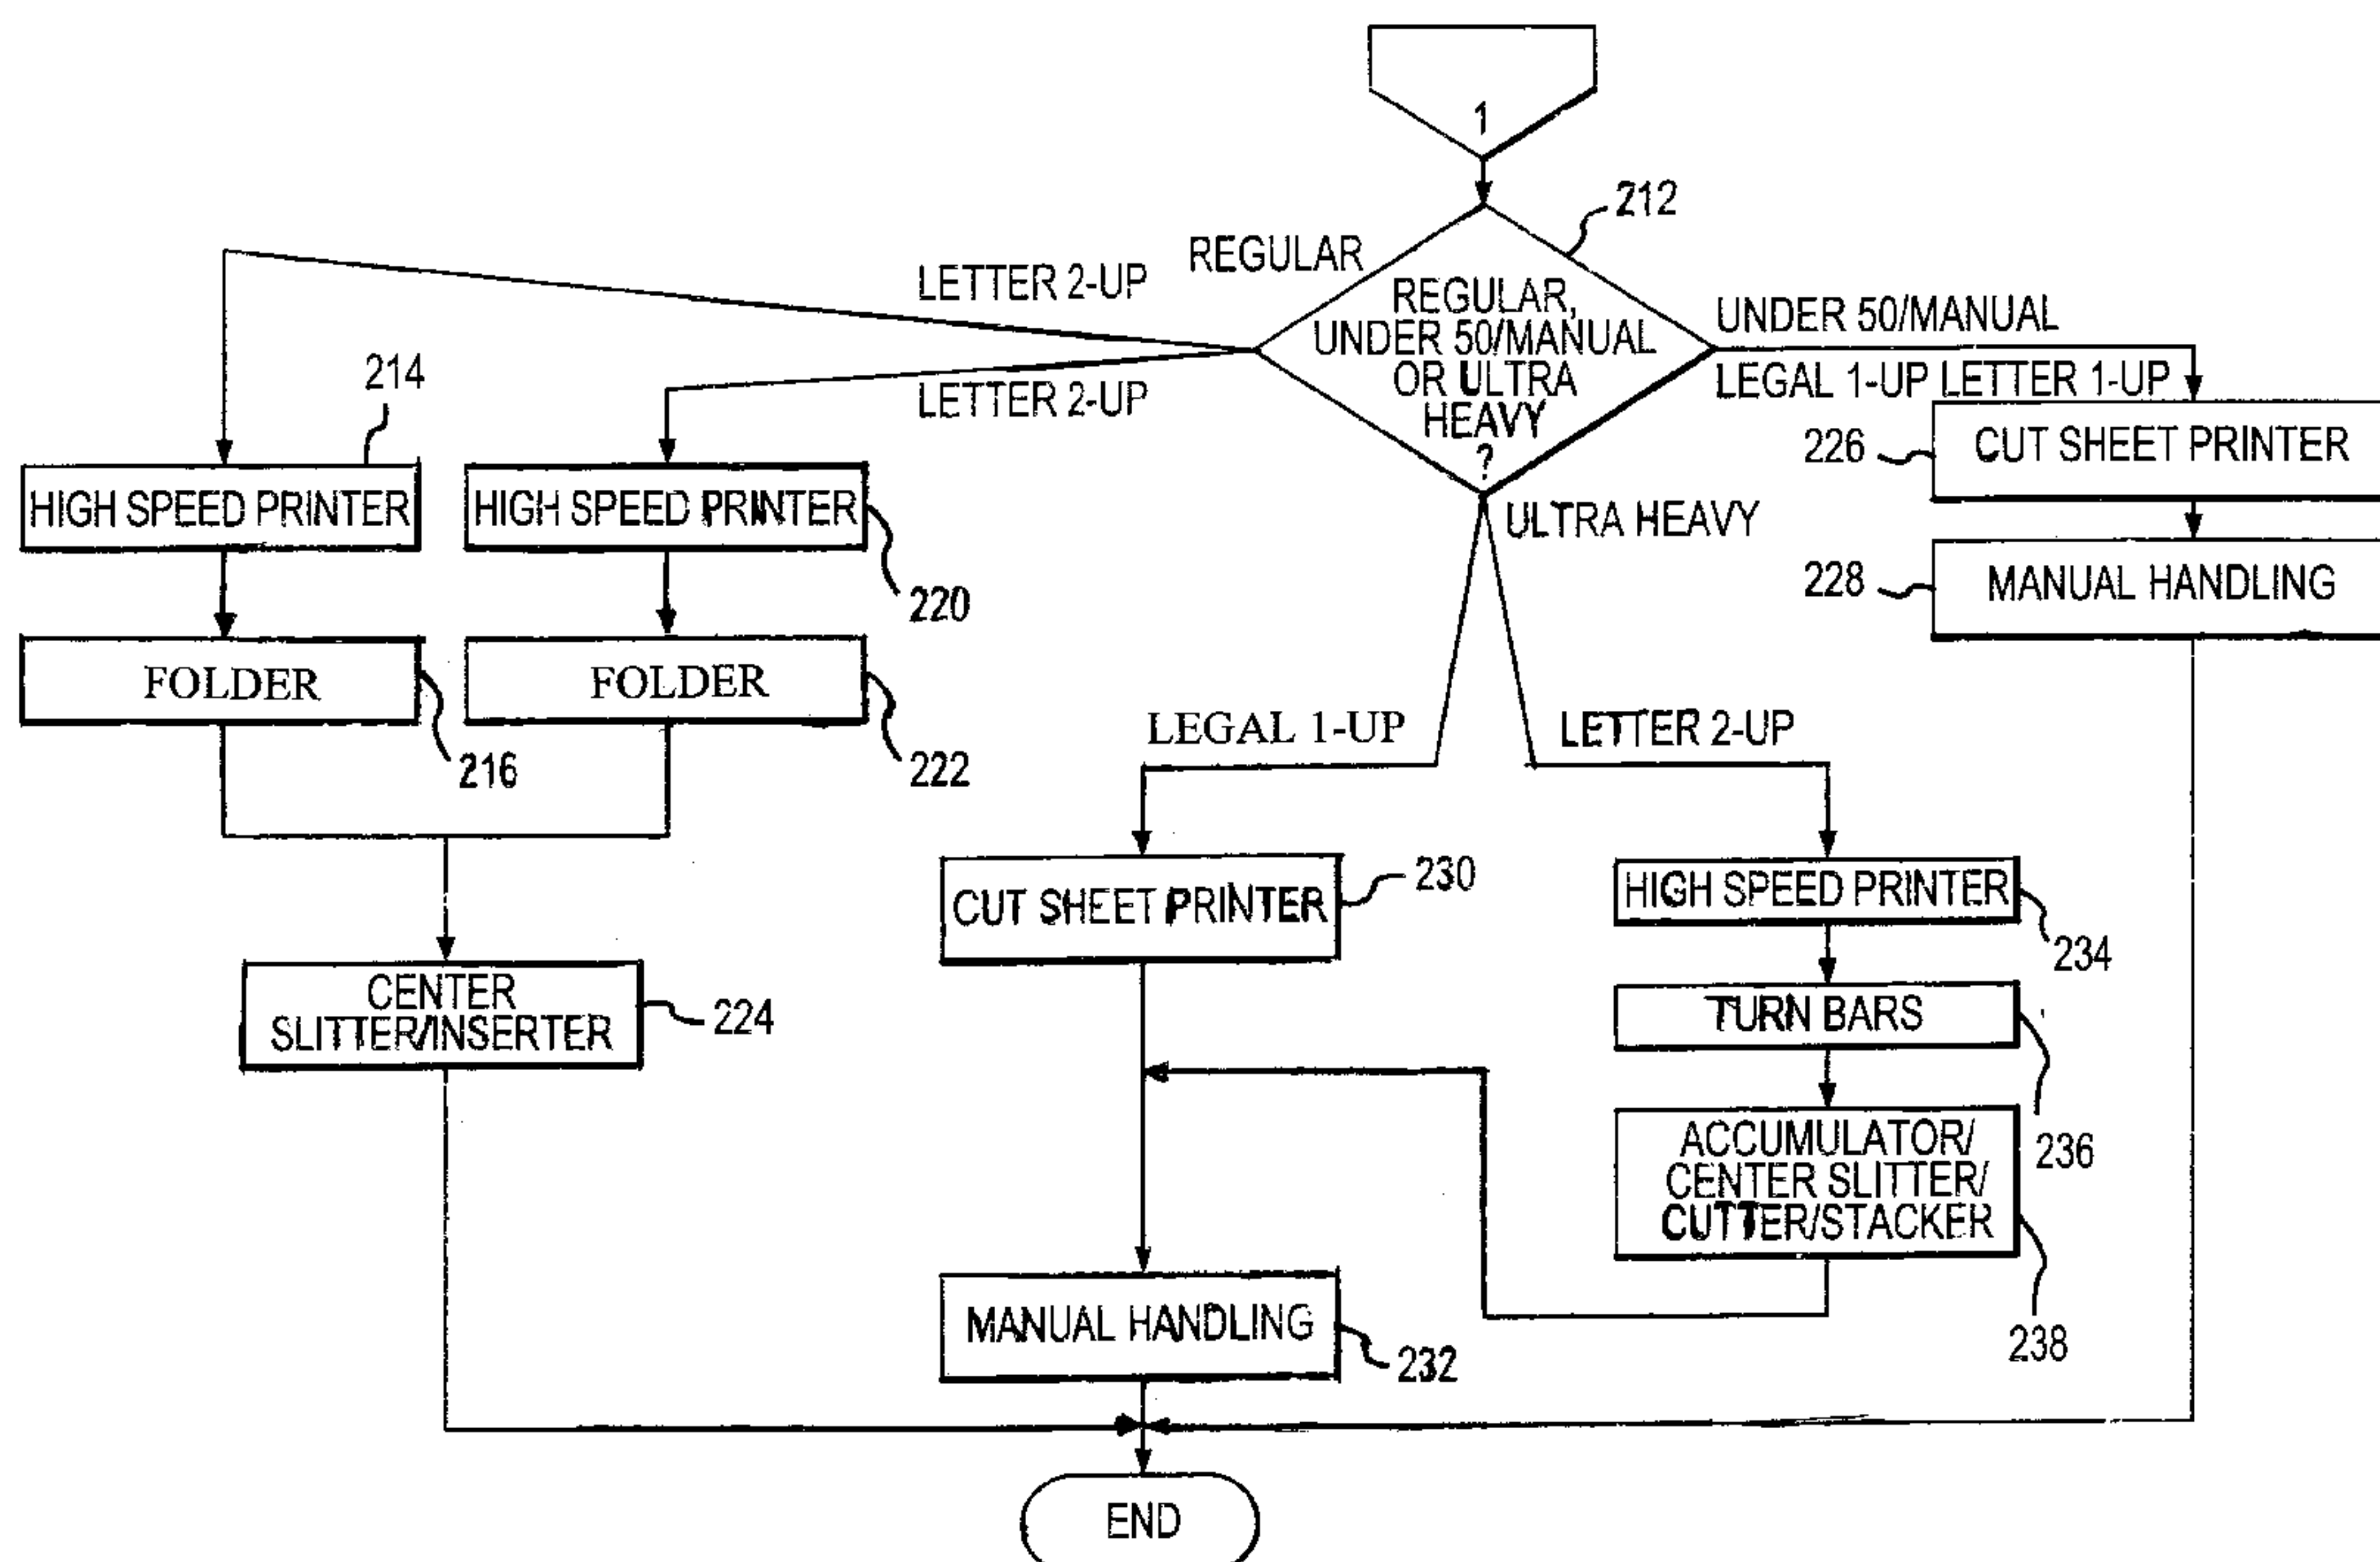 1
212
REGULAR
LETTER 2-UP
LETTER 2-UP
REGULAR,
UNDER 50/MANUAL
OR ULTRA
HEAVY
?
UNDER 50/MANUAL
LEGAL 1-UP LETTER 1-UP
ULTRA HEAVY
214
HIGH SPEED PRINTER
HIGH SPEED PRINTER
220
226
CUT SHEET PRINTER
228
MANUAL HANDLING
FOLDER
216
FOLDER
222
LEGAL 1-UP
LETTER 2-UP
CENTER
SLITTER/INSERTER
224
CUT SHEET PRINTER
230
HIGH SPEED PRINTER
234
TURN BARS
236
ACCUMULATOR/
CENTER SLITTER/
CUTTER/STACKER
238
MANUAL HANDLING
232
END